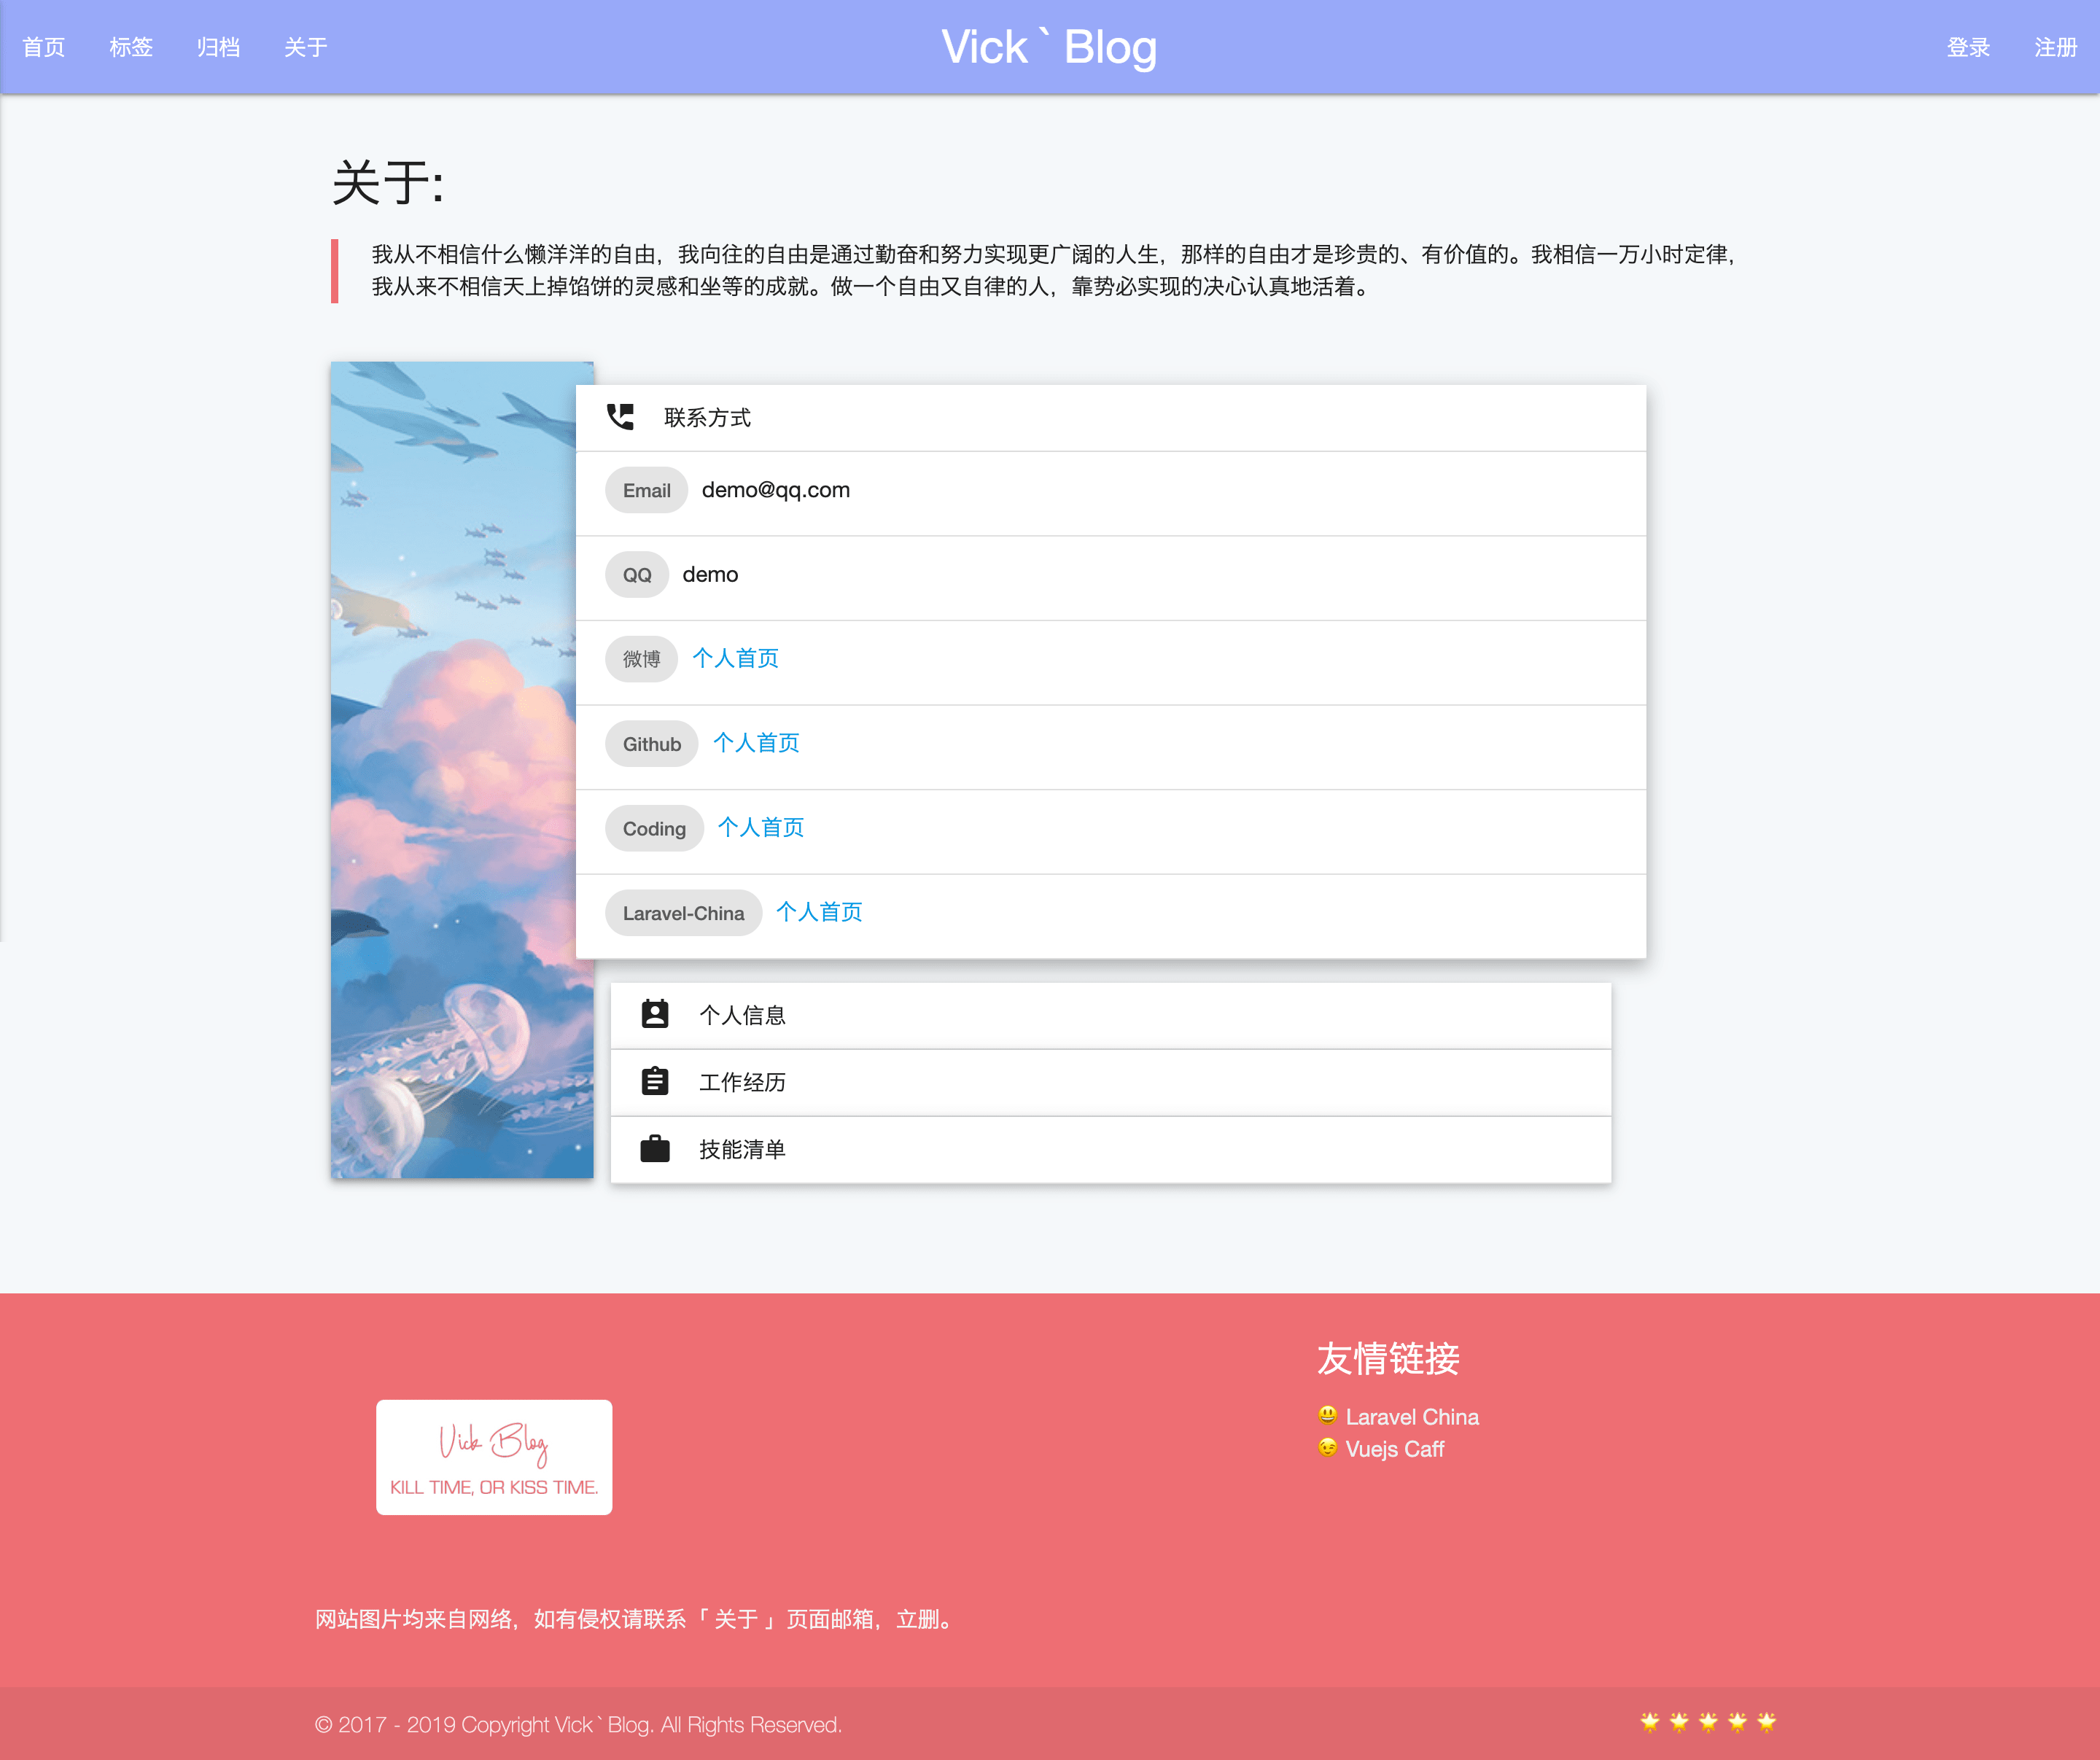 首页 标签 归档 关于 Vick ` Blog 登录 注册
关于:
我从不相信什么懒洋洋的自由，我向往的自由是通过勤奋和努力实现更广阔的人生，那样的自由才是珍贵的、有价值的。我相信一万小时定律，
我从来不相信天上掉馅饼的灵感和坐等的成就。做一个自由又自律的人，靠势必实现的决心认真地活着。
联系方式
Email demo@qq.com
QQ demo
微博 个人首页
Github 个人首页
Coding 个人首页
Laravel-China 个人首页
个人信息
工作经历
技能清单
友情链接
😃 Laravel China
😉 Vuejs Caff
Vick Blog
KILL TIME, OR KISS TIME.
网站图片均来自网络，如有侵权请联系「 关于 」页面邮箱，立删。
© 2017 - 2019 Copyright Vick ` Blog. All Rights Reserved. 🌟 🌟 🌟 🌟 🌟